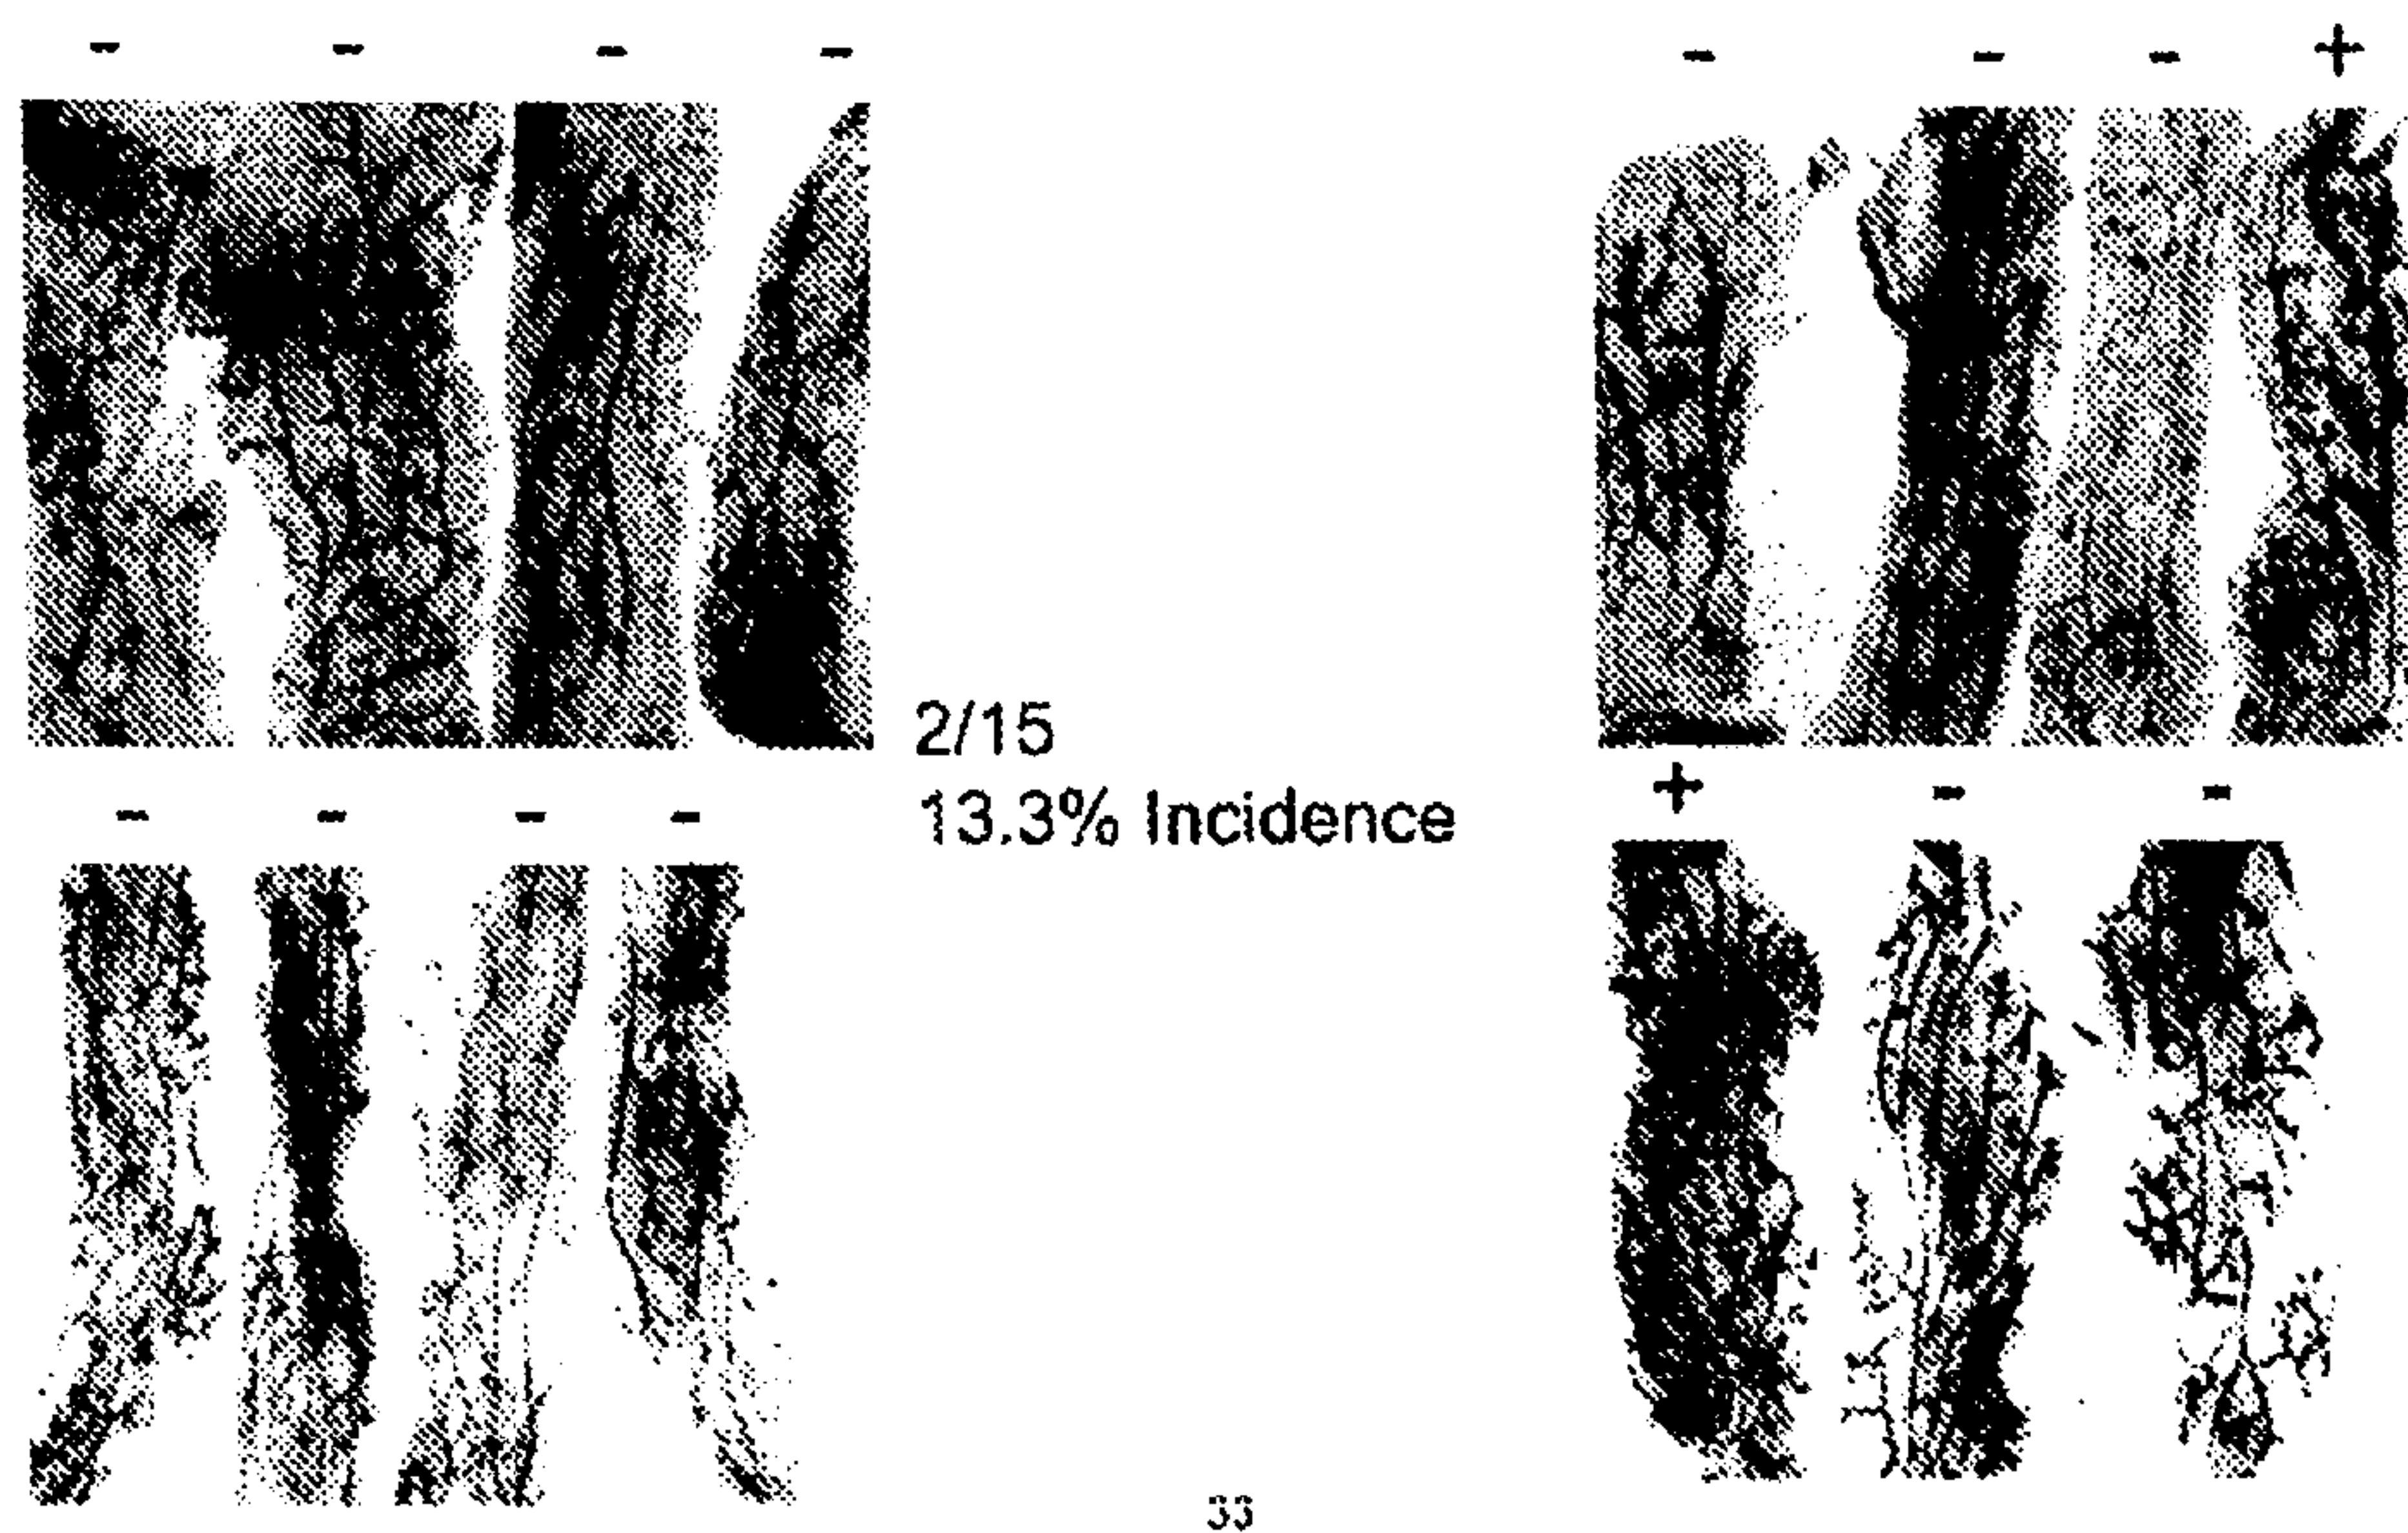 - - - -
- - - +
2/15
13.3% Incidence
- - - -
+ - -
33